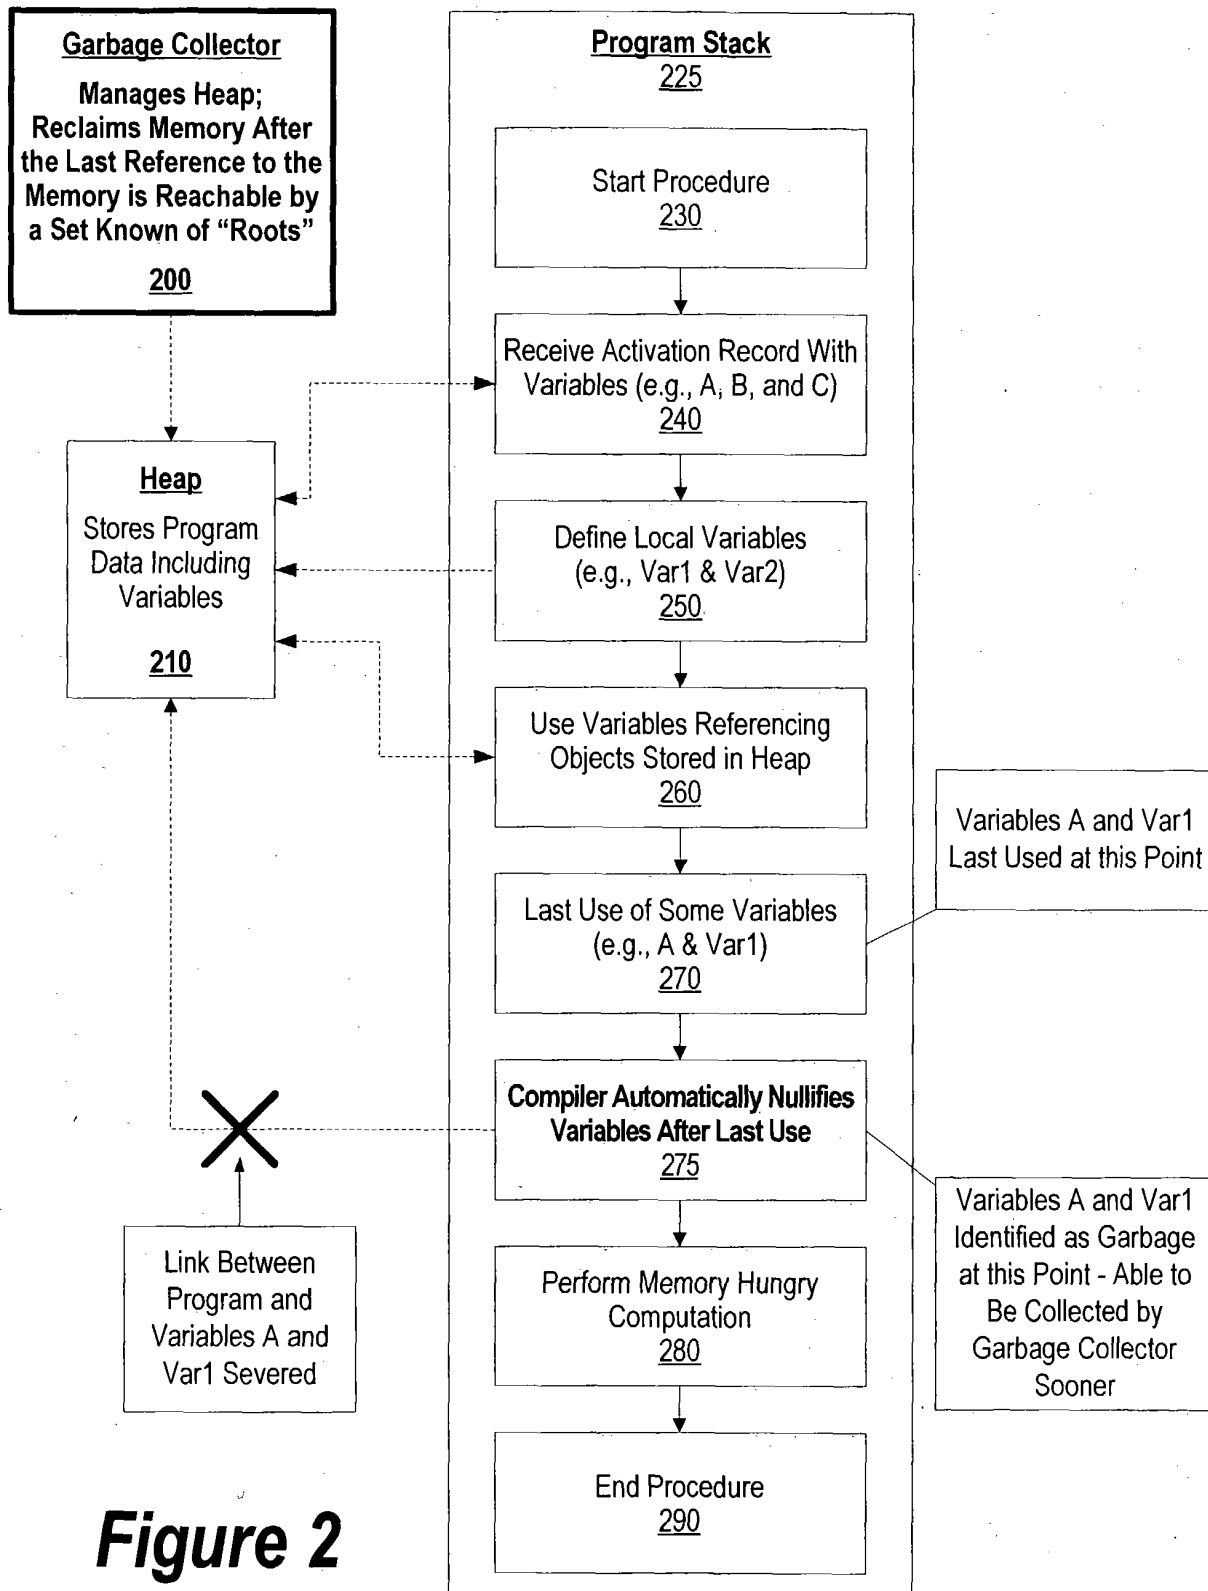 Garbage Collector
Manages Heap;
Reclaims Memory After
the Last Reference to the
Memory is Reachable by
a Set Known of “Roots”
200
Program Stack
225
Start Procedure
230
Receive Activation Record With
Variables (e.g., A, B, and C)
240
Heap
Stores Program
Data Including
Variables
210
Define Local Variables
(e.g., Var1 & Var2)
250
Use Variables Referencing
Objects Stored in Heap
260
Variables A and Var1
Last Used at this Point
Last Use of Some Variables
(e.g., A & Var1)
270
Compiler Automatically Nullifies
Variables After Last Use
275
Link Between
Program and
Variables A and
Var1 Severed
Variables A and Var1
Identified as Garbage
at this Point - Able to
Be Collected by
Garbage Collector
Sooner
Perform Memory Hungry
Computation
280
End Procedure
290
Figure 2